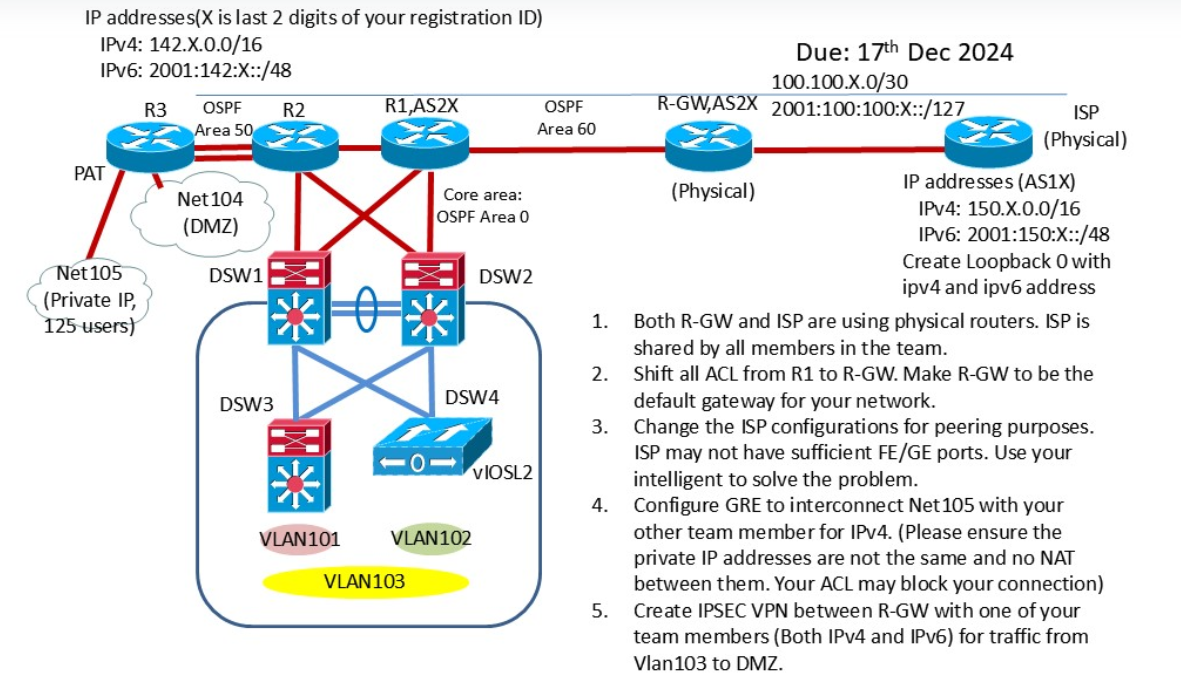 IP addresses(X is last 2 digits of your registration ID)
IPv4: 142.X.0.0/16
IPv6: 2001:142:X::/48
Due: 17th Dec 2024
100.100.X.0/30
2001:100:100:X::/127
R3
OSPF
Area 50
R2
R1,AS2X
OSPF
Area 60
R-GW,AS2X
ISP
(Physical)
PAT
(Physical)
Net104
(DMZ)
Core area:
OSPF Area 0
IP addresses (AS1X)
IPv4: 150.X.0.0/16
IPv6: 2001:150:X::/48
Create Loopback 0 with
ipv4 and ipv6 address
Net105
(Private IP,
125 users)
DSW1
DSW2
DSW3
DSW4
vIOSL2
VLAN101
VLAN102
VLAN103
1. Both R-GW and ISP are using physical routers. ISP is
shared by all members in the team.
2. Shift all ACL from R1 to R-GW. Make R-GW to be the
default gateway for your network.
3. Change the ISP configurations for peering purposes.
ISP may not have sufficient FE/GE ports. Use your
intelligent to solve the problem.
4. Configure GRE to interconnect Net105 with your
other team member for IPv4. (Please ensure the
private IP addresses are not the same and no NAT
between them. Your ACL may block your connection)
5. Create IPSEC VPN between R-GW with one of your
team members (Both IPv4 and IPv6) for traffic from
Vlan103 to DMZ.